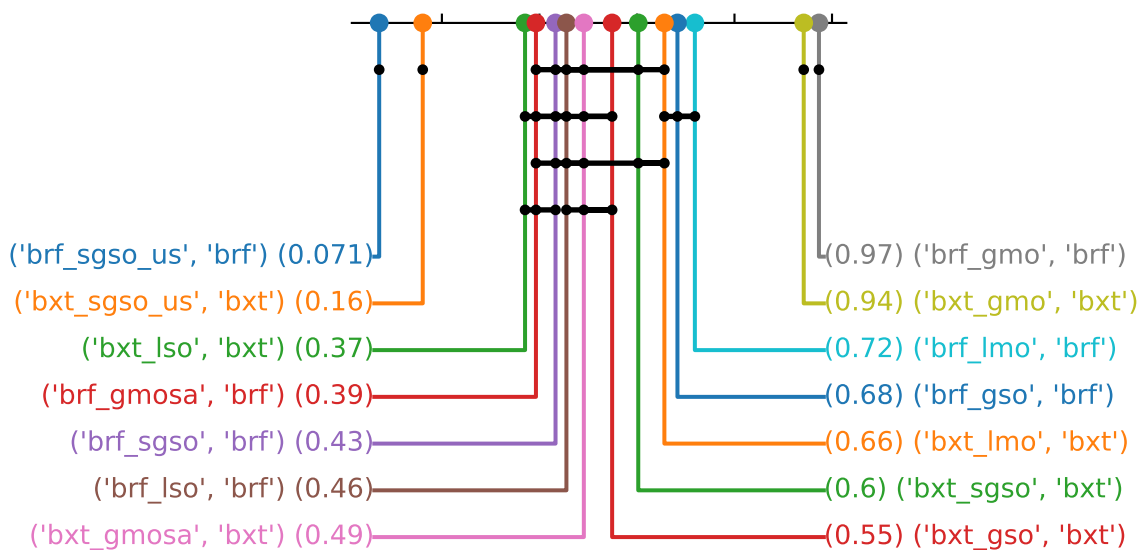 ('brf_sgso_us', 'brf') (0.071)
(0.97) ('brf_gmo', 'brf')
('bxt_sgso_us', 'bxt') (0.16)
(0.94) ('bxt_gmo', 'bxt')
('bxt_lso', 'bxt') (0.37)
(0.72) ('brf_lmo', 'brf')
('brf_gmosa', 'brf') (0.39)
(0.68) ('brf_gso', 'brf')
('brf_sgso', 'brf') (0.43)
(0.66) ('bxt_lmo', 'bxt')
('brf_lso', 'brf') (0.46)
(0.6) ('bxt_sgso', 'bxt')
('bxt_gmosa', 'bxt') (0.49)
(0.55) ('bxt_gso', 'bxt')